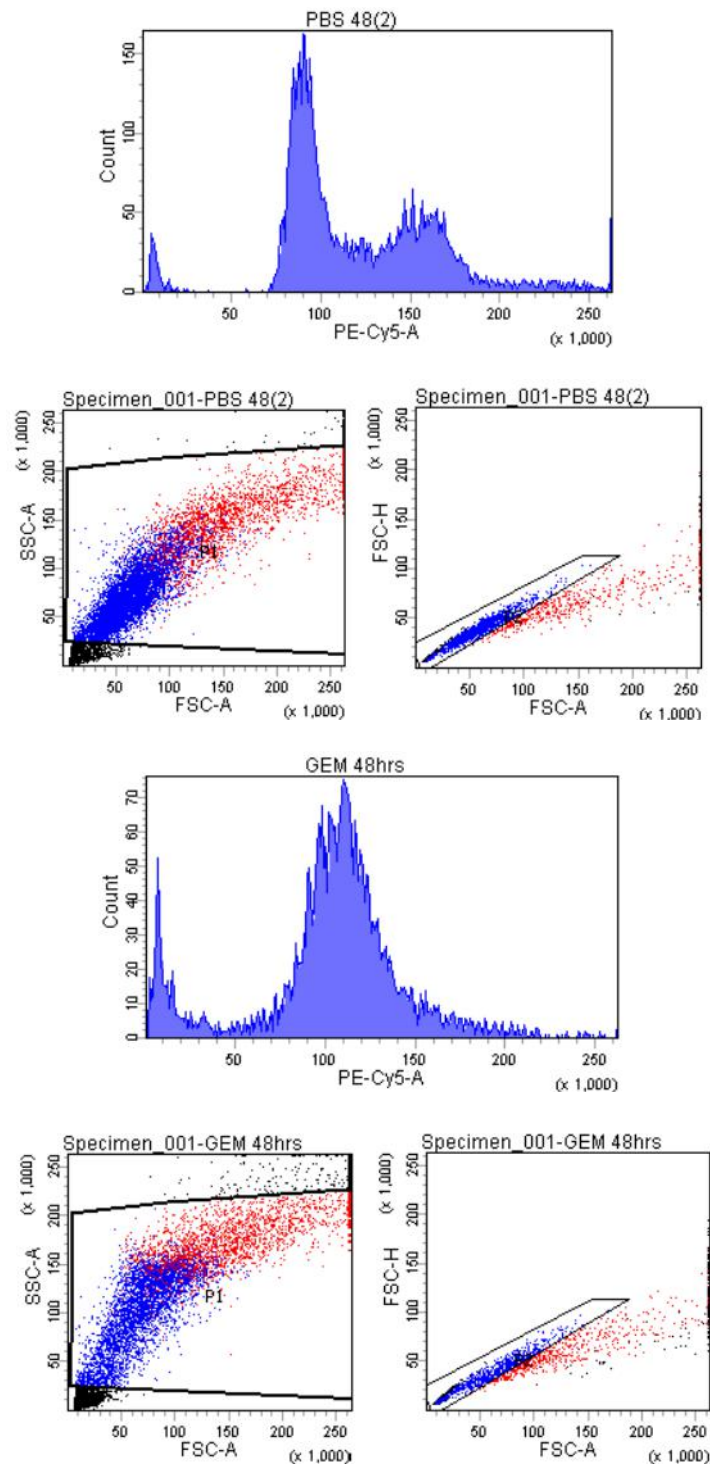 PBS 48(2)
Count
0 50 100 150
50 100 150 200 250
PE-Cy5-A
(x 1,000)
Specimen_001-PBS 48(2)
SSC-A
(x 1,000)
50 100 150 200 250
P1
50 100 150 200 250
FSC-A
(x 1,000)
Specimen_001-PBS 48(2)
FSC-H
(x 1,000)
50 100 150 200 250
50 100 150 200 250
FSC-A
(x 1,000)
GEM 48hrs
Count
0 10 20 30 40 50 60 70
50 100 150 200 250
PE-Cy5-A
(x 1,000)
Specimen_001-GEM 48hrs
SSC-A
(x 1,000)
50 100 150 200 250
P1
50 100 150 200 250
FSC-A
(x 1,000)
Specimen_001-GEM 48hrs
FSC-H
(x 1,000)
50 100 150 200 250
50 100 150 200 250
FSC-A
(x 1,000)